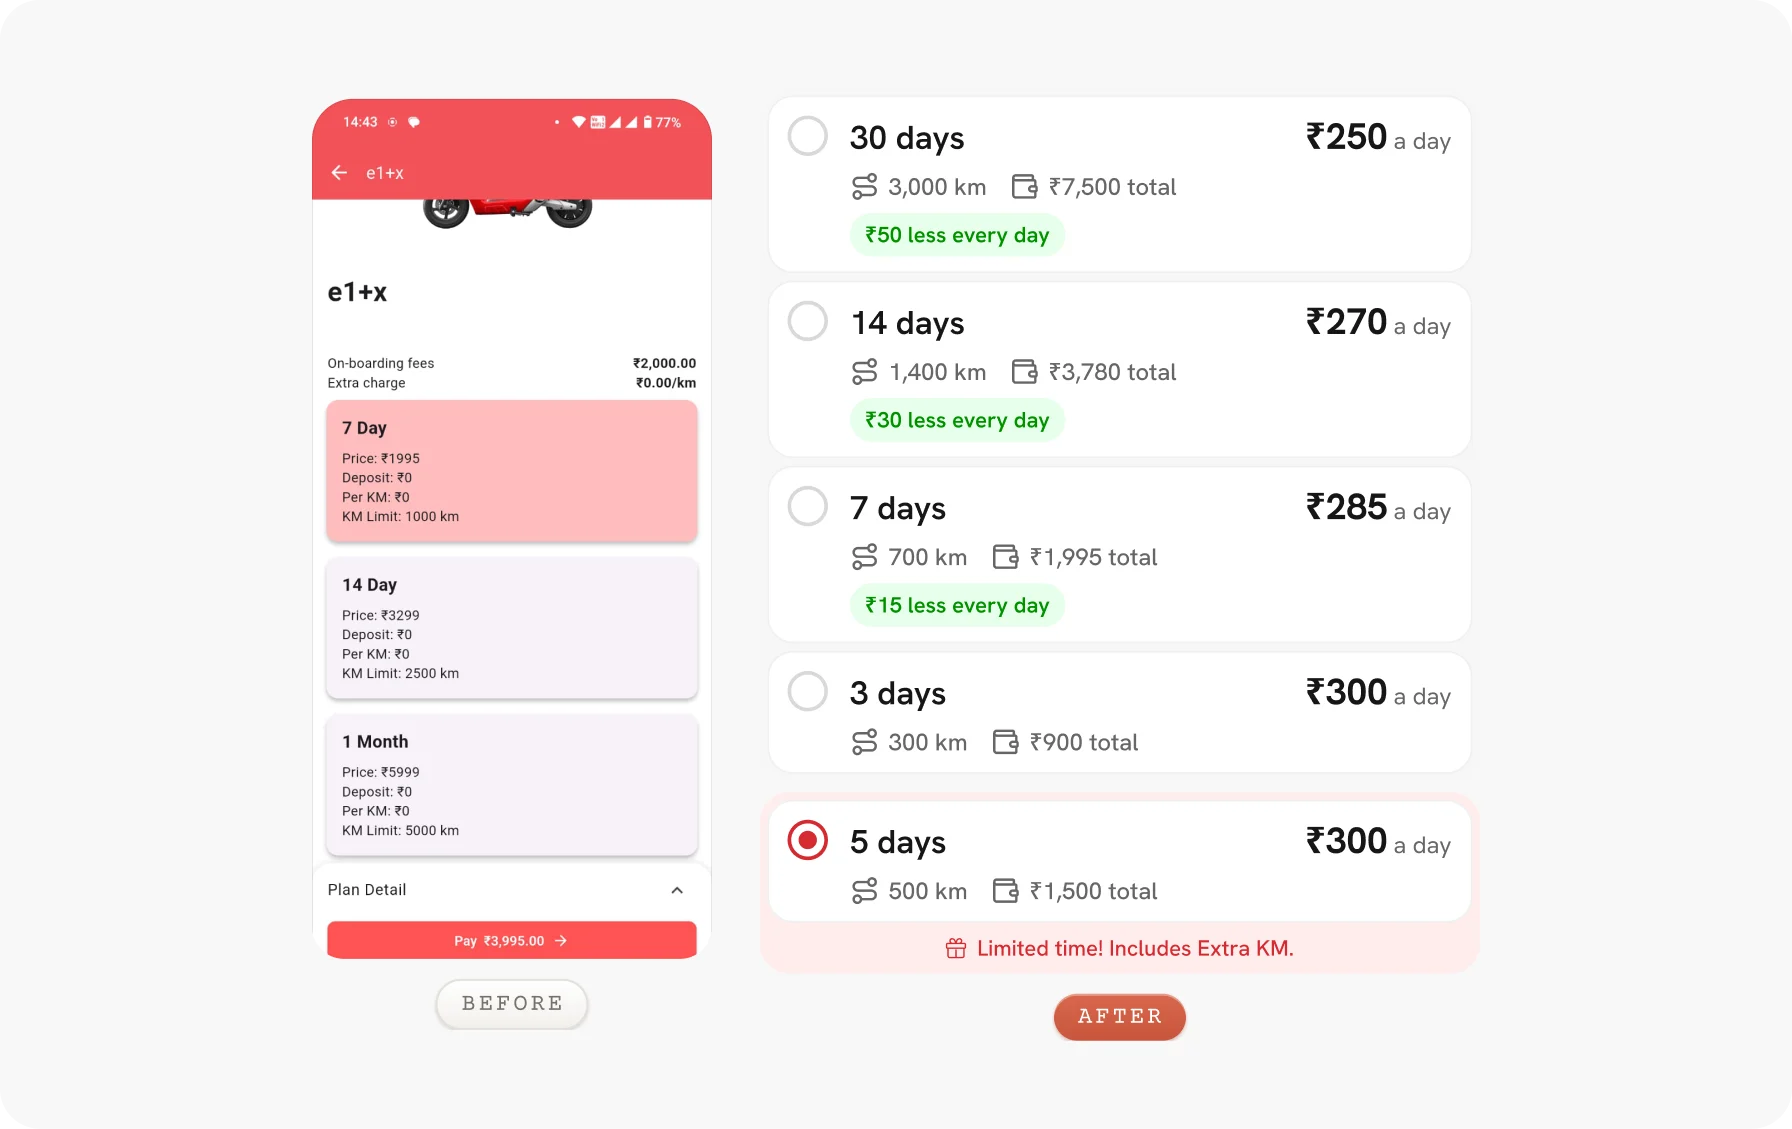 14:43
77%
e1+x
e1+x
On-boarding fees ₹2,000.00
Extra charge ₹0.00/km
7 Day
Price: ₹1995
Deposit: ₹0
Per KM: ₹0
KM Limit: 1000 km
14 Day
Price: ₹3299
Deposit: ₹0
Per KM: ₹0
KM Limit: 2500 km
1 Month
Price: ₹5999
Deposit: ₹0
Per KM: ₹0
KM Limit: 5000 km
Plan Detail
Pay ₹3,995.00
BEFORE
30 days ₹250 a day
3,000 km ₹7,500 total
₹50 less every day
14 days ₹270 a day
1,400 km ₹3,780 total
₹30 less every day
7 days ₹285 a day
700 km ₹1,995 total
₹15 less every day
3 days ₹300 a day
300 km ₹900 total
5 days ₹300 a day
500 km ₹1,500 total
Limited time! Includes Extra KM.
AFTER